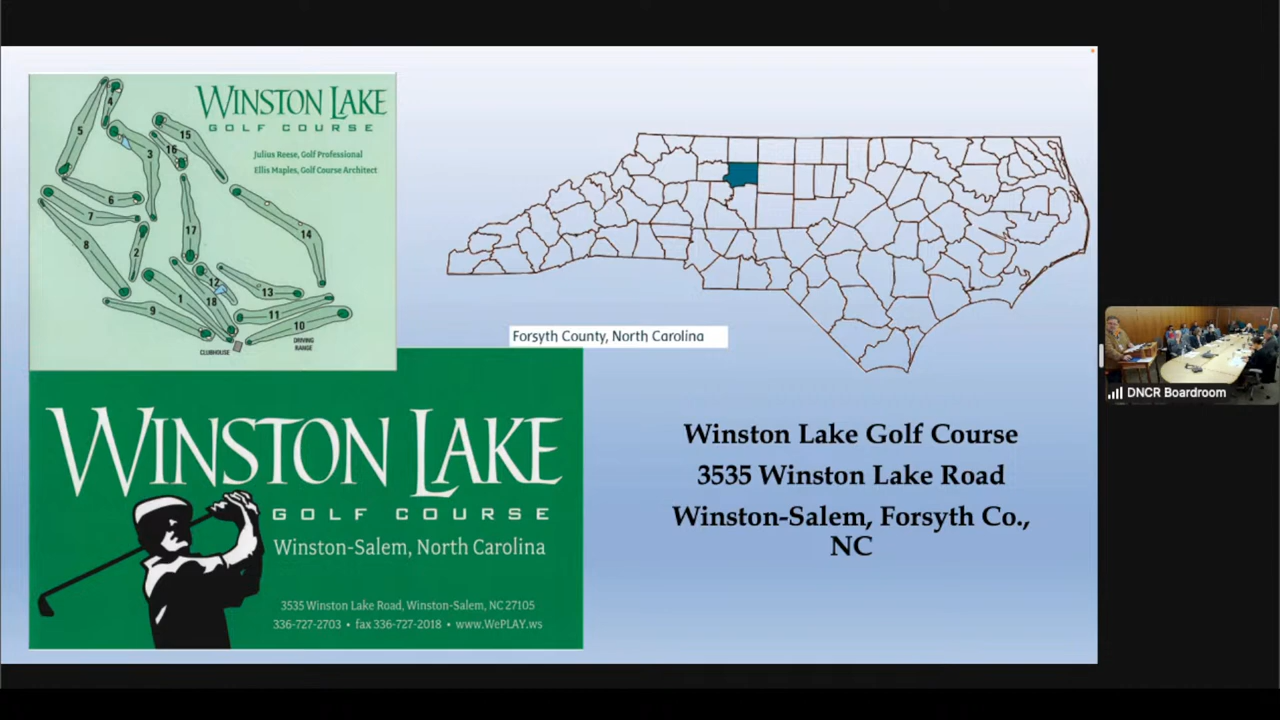 WINSTON LAKE
GOLF COURSE
Julius Reese, Golf Professional
Ellis Maples, Golf Course Architect
4
5
3
15
16
6
7
17
14
8
2
12
13
1
18
9
11
10
CLUBHOUSE
DRIVING
RANGE
Forsyth County, North Carolina
WINSTON LAKE
GOLF COURSE
Winston-Salem, North Carolina
3535 Winston Lake Road, Winston-Salem, NC 27105
336-727-2703 • fax 336-727-2018 • www.WePLAY.ws
Winston Lake Golf Course
3535 Winston Lake Road
Winston-Salem, Forsyth Co.,
NC
DNCR Boardroom